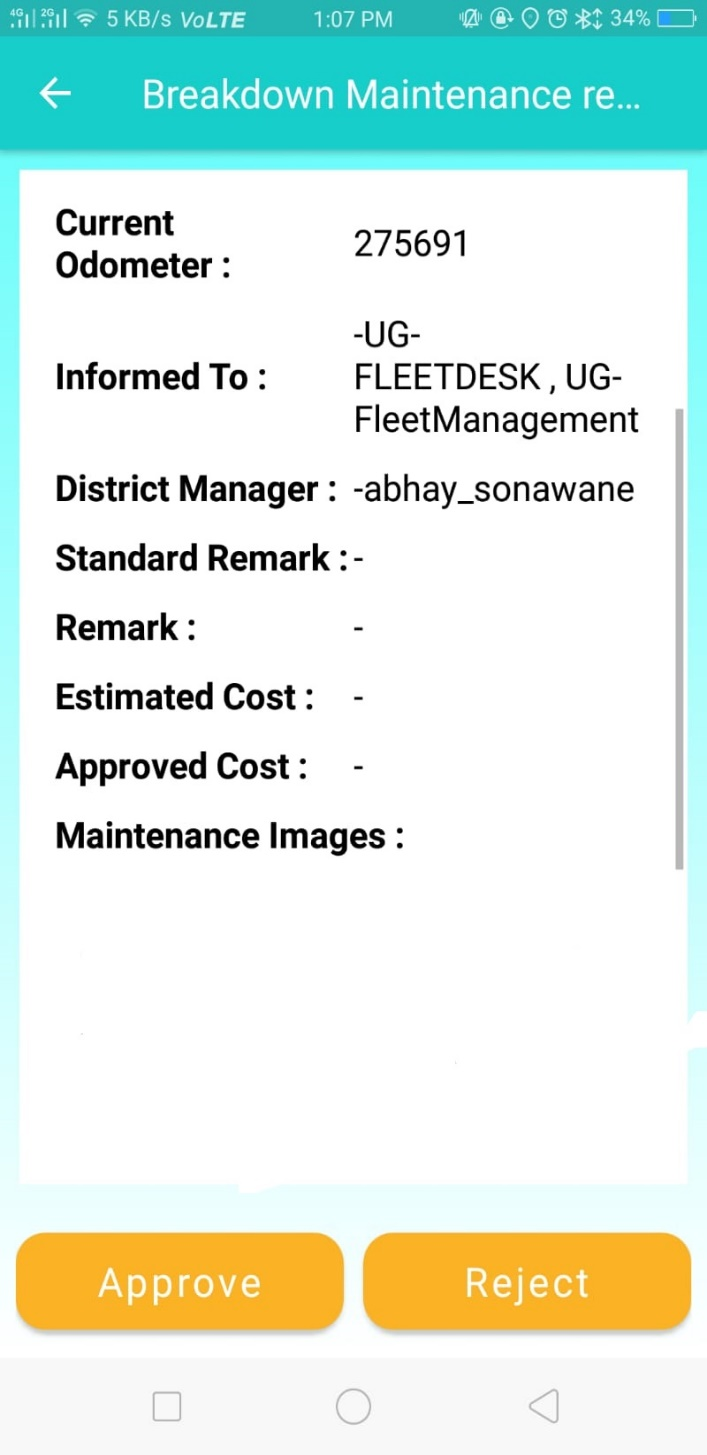 4G 2G 5 KB/s VoLTE 1:07 PM 34%
Breakdown Maintenance re...
Current
Odometer : 275691
Informed To : -UG-
FLEETDESK , UG-
FleetManagement
District Manager : -abhay_sonawane
Standard Remark : -
Remark : -
Estimated Cost : -
Approved Cost : -
Maintenance Images :
Approve Reject